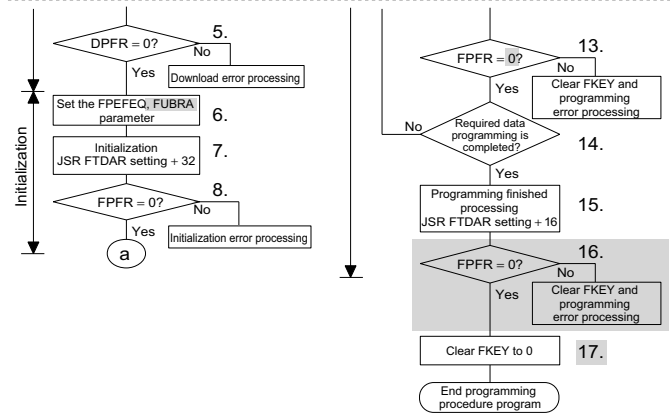 5.
DPFR = 0?
No
Yes
Download error processing
Set the FPEFEQ, FUBRA
parameter
6.
Initialization
JSR FTDAR setting + 32
7.
8.
FPFR = 0?
No
Yes
Initialization error processing
a
Initialization
13.
FPFR = 0?
No
Yes
Clear FKEY and
programming
error processing
Required data
programming is
completed?
No
14.
Yes
Programming finished
processing
JSR FTDAR setting + 16
15.
16.
FPFR = 0?
No
Yes
Clear FKEY and
programming
error processing
Clear FKEY to 0
17.
End programming
procedure program